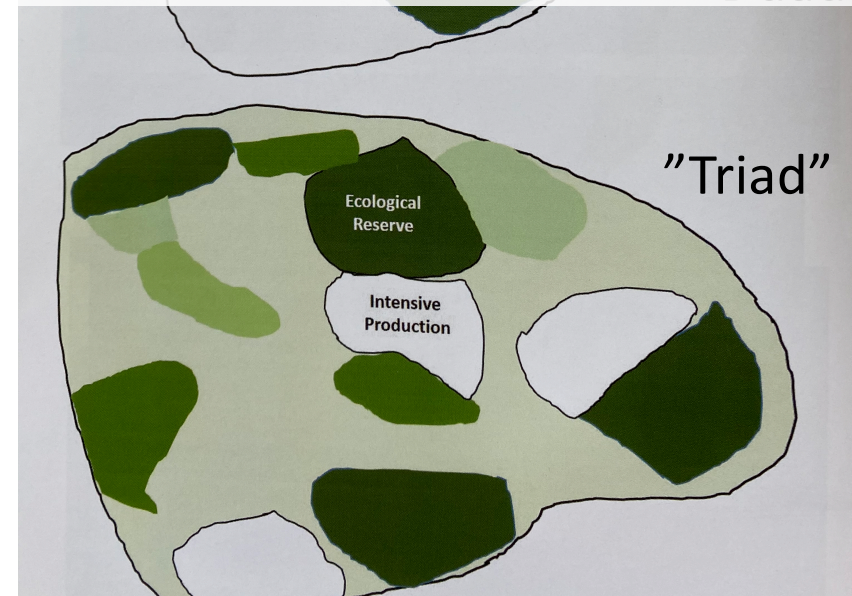 ”Triad”
Ecological
Reserve
Intensive
Production